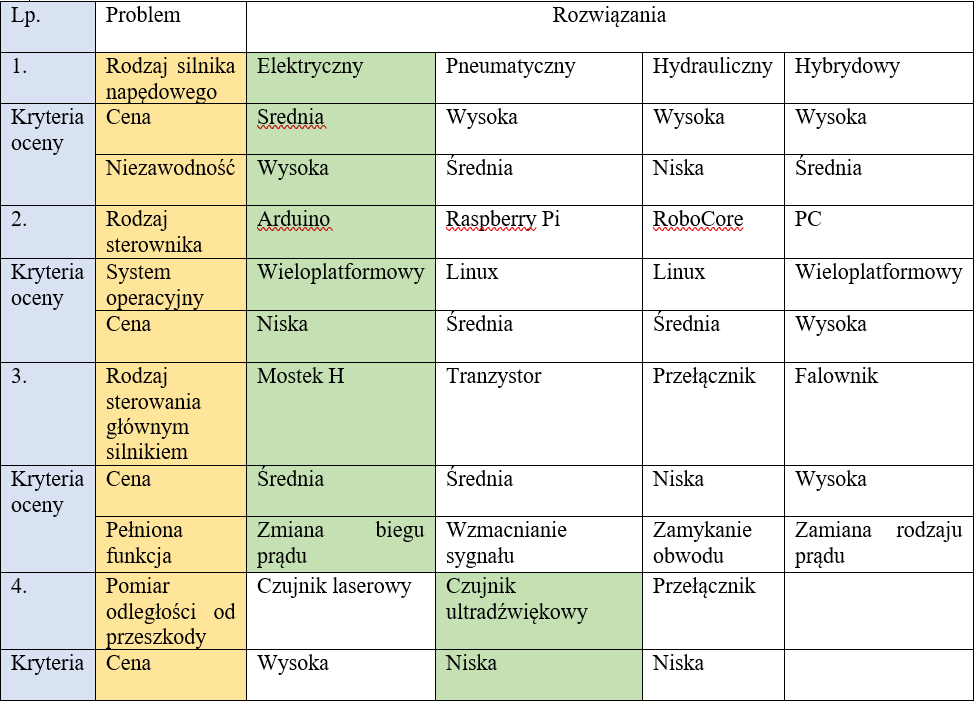 Lp. Problem Rozwiązania
1. Rodzaj silnika Elektryczny Pneumatyczny Hydrauliczny Hybrydowy
napędowego
Kryteria Cena Srednia Wysoka Wysoka Wysoka
oceny
Niezawodność Wysoka Średnia Niska Średnia
2. Rodzaj Arduino Raspberry Pi RoboCore PC
sterownika
Kryteria System Wieloplatformowy Linux Linux Wieloplatformowy
oceny operacyjny
Cena Niska Średnia Średnia Wysoka
3. Rodzaj Mostek H Tranzystor Przełącznik Falownik
sterowania
głównym
silnikiem
Kryteria Cena Średnia Średnia Niska Wysoka
oceny
Pełniona Zmiana biegu Wzmacnianie Zamykanie Zamiana rodzaju
funkcja prądu sygnału obwodu prądu
4. Pomiar Czujnik laserowy Czujnik Przełącznik
odległości od ultradźwiękowy
przeszkody
Kryteria Cena Wysoka Niska Niska